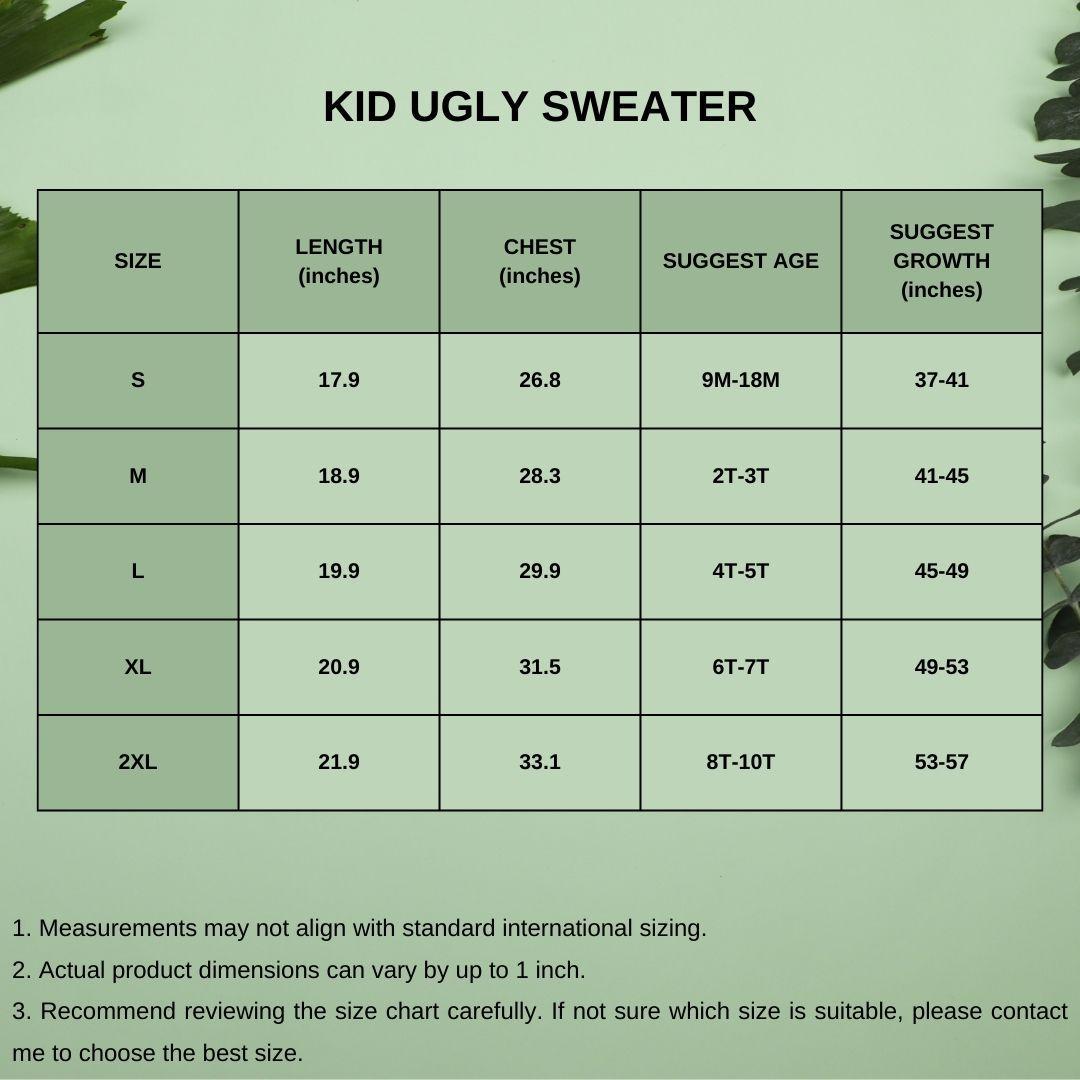 KID UGLY SWEATER
SIZE
LENGTH
(inches)
CHEST
(inches)
SUGGEST AGE
SUGGEST
GROWTH
(inches)
S 17.9 26.8 9M-18M 37-41
M 18.9 28.3 2T-3T 41-45
L 19.9 29.9 4T-5T 45-49
XL 20.9 31.5 6T-7T 49-53
2XL 21.9 33.1 8T-10T 53-57
1. Measurements may not align with standard international sizing.
2. Actual product dimensions can vary by up to 1 inch.
3. Recommend reviewing the size chart carefully. If not sure which size is suitable, please contact
me to choose the best size.